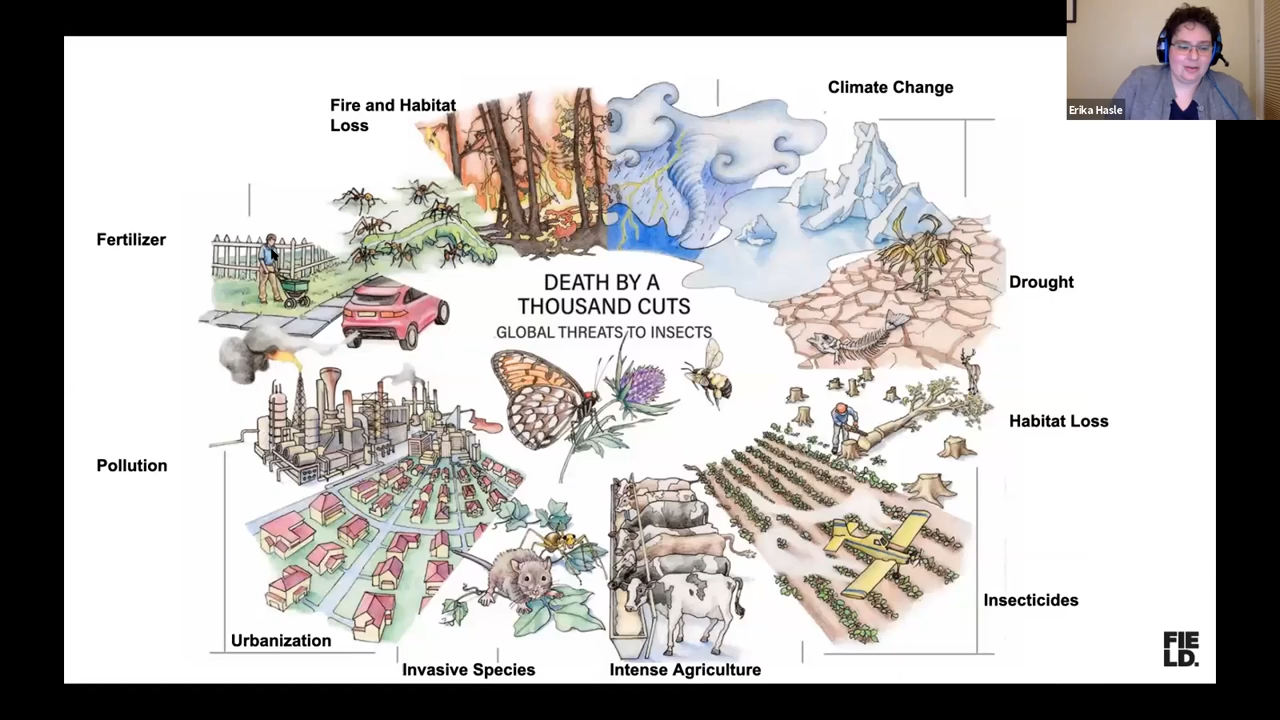 Erika Hasle
Climate Change
Fire and Habitat
Loss
Fertilizer
DEATH BY A
THOUSAND CUTS
GLOBAL THREATS TO INSECTS
Drought
Habitat Loss
Pollution
Insecticides
Urbanization
Invasive Species
Intense Agriculture
FIE
LD.